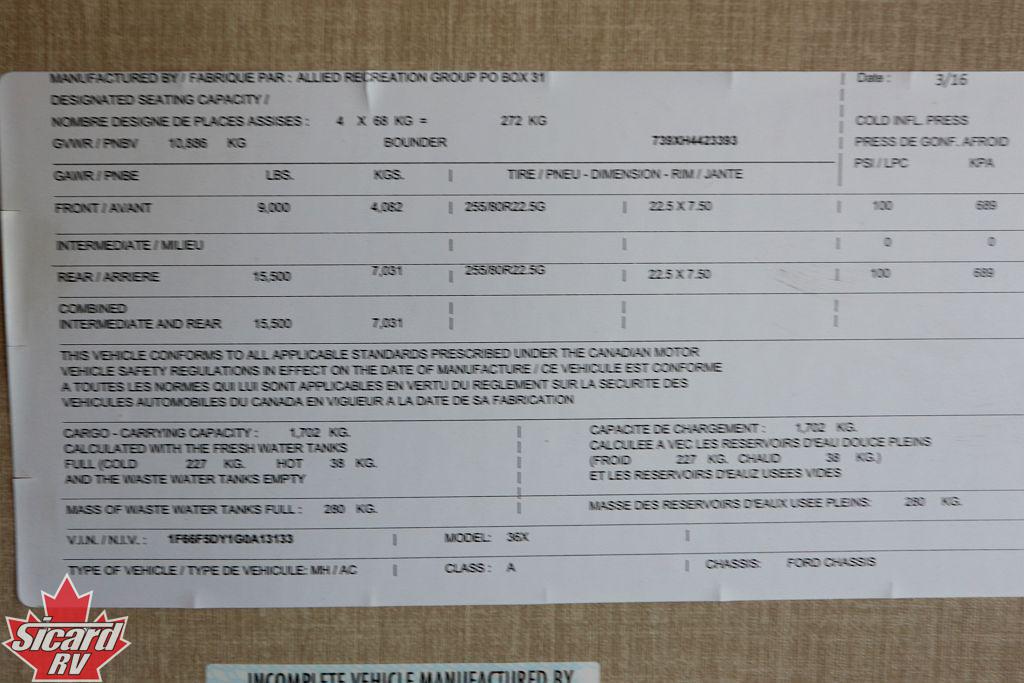 MANUFACTURED BY / FABRIQUE PAR : ALLIED RECREATION GROUP PO BOX 31 Date : 3/16
DESIGNATED SEATING CAPACITY /
NOMBRE DESIGNE DE PLACES ASSISES : 4 X 68 KG = 272 KG COLD INFL. PRESS
GVWR / PNBV 10,886 KG BOUNDER 739XH4423393 PRESS DE GONF. AFROID
GAWR / PNBE LBS. KGS. | TIRE / PNEU - DIMENSION - RIM / JANTE PSI / LPC KPA
FRONT / AVANT 9,000 4,082 | 255/80R22.5G | 22.5 X 7.50 | 100 689
INTERMEDIATE / MILIEU | | | 0 0
REAR / ARRIERE 15,500 7,031 | 255/80R22.5G | 22.5 X 7.50 | 100 689
COMBINED
INTERMEDIATE AND REAR 15,500 7,031 | | |
THIS VEHICLE CONFORMS TO ALL APPLICABLE STANDARDS PRESCRIBED UNDER THE CANADIAN MOTOR
VEHICLE SAFETY REGULATIONS IN EFFECT ON THE DATE OF MANUFACTURE / CE VEHICULE EST CONFORME
A TOUTES LES NORMES QUI LUI SONT APPLICABLES EN VERTU DU REGLEMENT SUR LA SECURITE DES
VEHICULES AUTOMOBILES DU CANADA EN VIGUEUR A LA DATE DE SA FABRICATION
CARGO - CARRYING CAPACITY : 1,702 KG. | CAPACITE DE CHARGEMENT : 1,702 KG.
CALCULATED WITH THE FRESH WATER TANKS | CALCULEE A VEC LES RESERVOIRS D'EAU DOUCE PLEINS
FULL (COLD 227 KG. HOT 38 KG. | (FROID 227 KG. CHAUD 38 KG.)
AND THE WASTE WATER TANKS EMPTY | ET LES RESERVOIRS D'EAUZ USEES VIDES
MASS OF WASTE WATER TANKS FULL : 280 KG. | MASSE DES RESERVOIRS D'EAUX USEE PLEINS: 280 KG.
V.I.N. / N.I.V. : 1F66F5DY1G0A13133 | MODEL: 36X |
TYPE OF VEHICLE / TYPE DE VEHICULE: MH / AC | CLASS : A | CHASSIS: FORD CHASSIS
Sicard
RV
INCOMPLETE VEHICLE MANUFACTURED BY